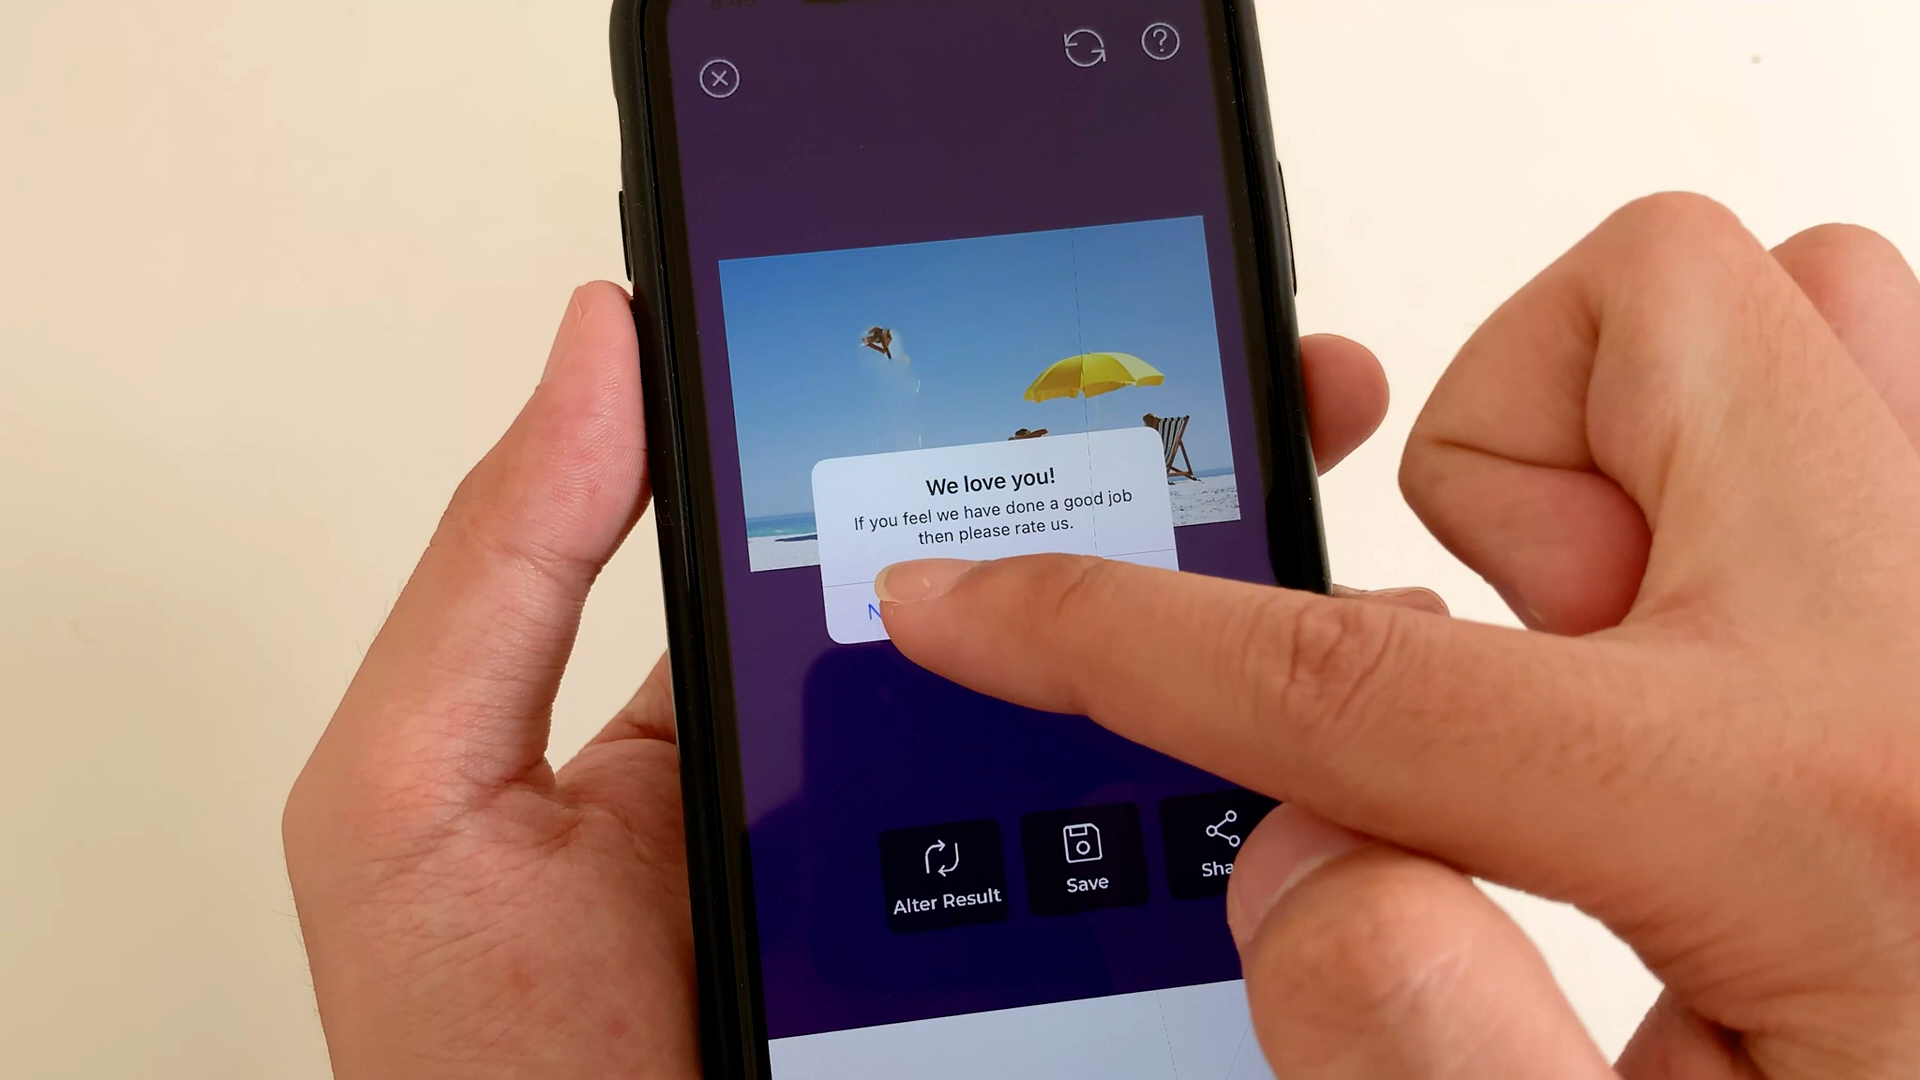 We love you!
If you feel we have done a good job
then please rate us.
Alter Result
Save